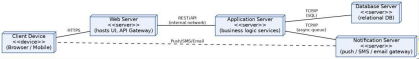 Client Device
<<device>>
(Browser / Mobile)
HTTPS
Web Server
<<server>>
(hosts UI, API Gateway)
REST/API
(internal network)
Push/SMS/Email
Application Server
<<server>>
(business logic services)
TCP/IP
(SQL)
TCP/IP
(async queue)
Database Server
<<server>>
(relational DB)
Notification Server
<<server>>
(push / SMS / email gateway)